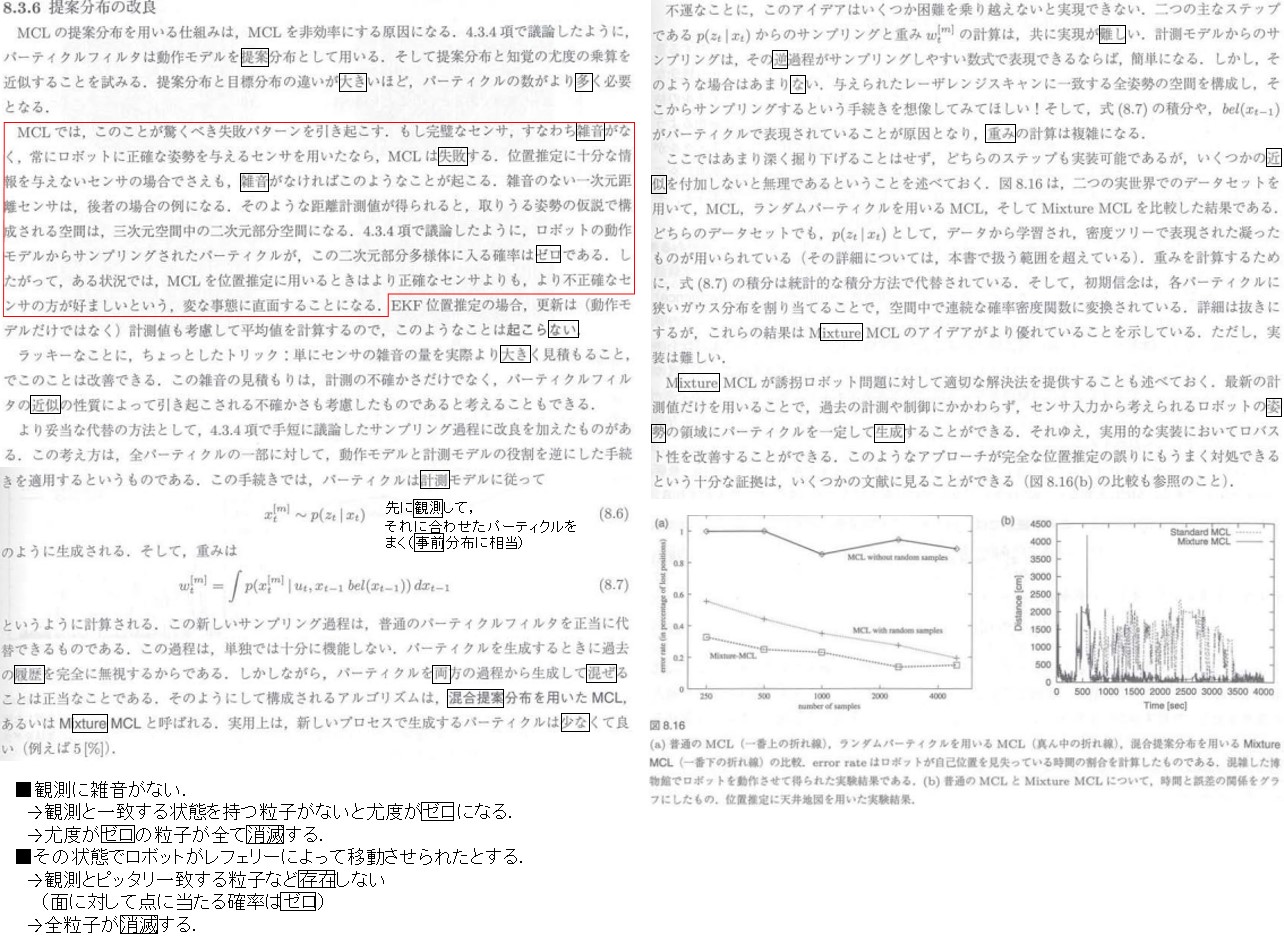 8.3.6 提案分布の改良
MCLの提案分布を用いる仕組みは，MCLを非効率にする原因になる．4.3.4項で議論したように，
パーティクルフィルタは動作モデルを提案分布として用いる．そして提案分布と知覚の尤度の乗算を
近似することを試みる．提案分布と目標分布の違いが大きいほど，パーティクルの数がより多く必要
となる．
MCLでは，このことが驚くべき失敗パターンを引き起こす．もし完璧なセンサ，すなわち雑音がな
く，常にロボットに正確な姿勢を与えるセンサを用いたなら，MCLは失敗する．位置推定に十分な情
報を与えないセンサの場合でさえも，雑音がなければこのようなことが起こる．雑音のない一次元距
離センサは，後者の場合の例になる．そのような距離計測値が得られると，取りうる姿勢の仮説で構
成される空間は，三次元空間中の二次元部分空間になる．4.3.4項で議論したように，ロボットの動作
モデルからサンプリングされたパーティクルが，この二次元部分多様体に入る確率はゼロである．し
たがって，ある状況では，MCLを位置推定に用いるときはより正確なセンサよりも，より不正確なセ
ンサの方が好ましいという，変な事態に直面することになる．EKF位置推定の場合，更新は（動作モ
デルだけではなく）計測値も考慮して平均値を計算するので，このようなことは起こらない．
ラッキーなことに，ちょっとしたトリック：単にセンサの雑音の量を実際より大きく見積もること，
でこのことは改善できる．この雑音の見積もりは，計測の不確かさだけでなく，パーティクルフィル
タの近似の性質によって引き起こされる不確かさも考慮したものであると考えることもできる．
より妥当な代替の方法として，4.3.4項で手短に議論したサンプリング過程に改良を加えたものがあ
る．この考え方は，全パーティクルの一部に対して，動作モデルと計測モデルの役割を逆にした手続
きを適用するというものである．この手続きでは，パーティクルは計測モデルに従って
x_t^{[m]} ~ p(z_t | x_t) (8.6)
先に観測して，
それに合わせたパーティクルを
まく（事前分布に相当）
のように生成される．そして，重みは
w_t^{[m]} = ∫ p(x_t^{[m]} | u_t, x_{t-1} bel(x_{t-1})) dx_{t-1} (8.7)
というように計算される．この新しいサンプリング過程は，普通のパーティクルフィルタを正当に代
替できるものである．この過程は，単独では十分に機能しない．パーティクルを生成するときに過去
の履歴を完全に無視するからである．しかしながら，パーティクルを両方の過程から生成して混ぜる
ことは正当なことである．そのようにして構成されるアルゴリズムは，混合提案分布を用いたMCL，
あるいはMixture MCLと呼ばれる．実用上は，新しいプロセスで生成するパーティクルは少なくて良
い（例えば5[%]）．
■観測に雑音がない．
→観測と一致する状態を持つ粒子がないと尤度がゼロになる．
→尤度がゼロの粒子が全て消滅する．
■その状態でロボットがレフェリーによって移動させられたとする．
→観測とピッタリ一致する粒子など存在しない
（面に対して点に当たる確率はゼロ）
→全粒子が消滅する．
不運なことに，このアイデアはいくつか困難を乗り越えないと実現できない．二つの主なステップ
であるp(z_t | x_t)からのサンプリングと重みw_t^{[m]}の計算は，共に実現が難しい．計測モデルからのサ
ンプリングは，その逆過程がサンプリングしやすい数式で表現できるならば，簡単になる．しかし，そ
のような場合はあまりない．与えられたレーザレンジスキャンに一致する全姿勢の空間を構成し，そ
こからサンプリングするという手続きを想像してみてほしい！そして，式(8.7)の積分や，bel(x_{t-1})
がパーティクルで表現されていることが原因となり，重みの計算は複雑になる．
ここではあまり深く掘り下げることはせず，どちらのステップも実装可能であるが，いくつかの近
似を付加しないと無理であるということを述べておく．図8.16は，二つの実世界でのデータセットを
用いて，MCL，ランダムパーティクルを用いるMCL，そしてMixture MCLを比較した結果である．
どちらのデータセットでも，p(z_t | x_t)として，データから学習され，密度ツリーで表現された凝った
ものが用いられている（その詳細については，本書で扱う範囲を超えている）．重みを計算するため
に，式(8.7)の積分は統計的な積分方法で代替されている．そして，初期信念は，各パーティクルに
狭いガウス分布を割り当てることで，空間中で連続な確率密度関数に変換されている．詳細は抜きに
するが，これらの結果はMixture MCLのアイデアがより優れていることを示している．ただし，実
装は難しい．
Mixture MCLが誘拐ロボット問題に対して適切な解決法を提供することも述べておく．最新の計
測値だけを用いることで，過去の計測や制御にかかわらず，センサ入力から考えられるロボットの姿
勢の領域にパーティクルを一定して生成することができる．それゆえ，実用的な実装においてロバス
ト性を改善することができる．このようなアプローチが完全な位置推定の誤りにもうまく対処できる
という十分な証拠は，いくつかの文献に見ることができる（図8.16(b)の比較も参照のこと）．
(a)
error rate (in percentage of lost positions)
1
0.8
0.6
0.4
0.2
0
MCL without random samples
MCL with random samples
Mixture-MCL
250 500 1000 2000 4000
number of samples
(b)
Distance [cm]
4500
4000
3500
3000
2500
2000
1500
1000
500
0
Standard MCL
Mixture MCL
0 500 1000 1500 2000 2500 3000 3500 4000
Time [sec]
図8.16
(a) 普通のMCL（一番上の折れ線），ランダムパーティクルを用いるMCL（真ん中の折れ線），混合提案分布を用いるMixture
MCL（一番下の折れ線）の比較．error rateはロボットが自己位置を見失っている時間の割合を計算したものである．混雑した博
物館でロボットを動作させて得られた実験結果である．(b) 普通のMCLとMixture MCLについて，時間と誤差の関係をグラ
フにしたもの．位置推定に天井地図を用いた実験結果．